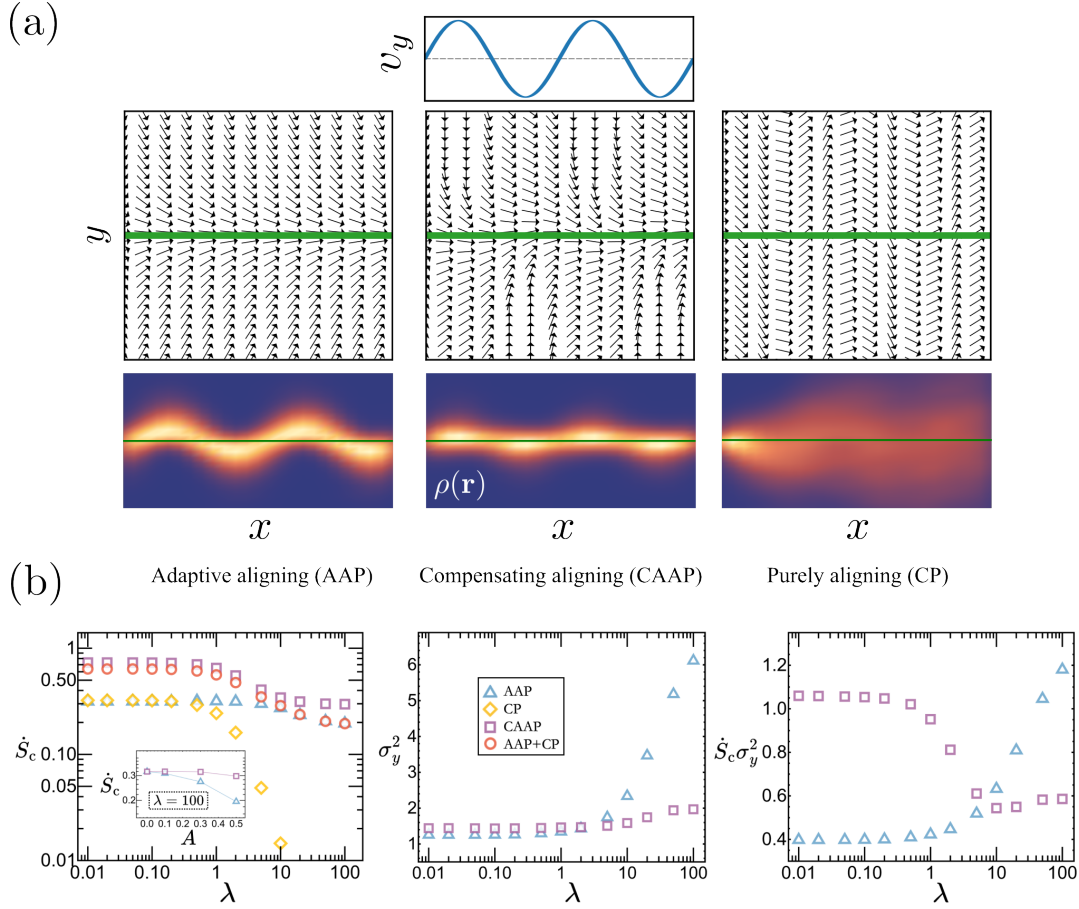 (a)
v_y
y
ρ(r)
x x x
(b)
Adaptive aligning (AAP) Compensating aligning (CAAP) Purely aligning (CP)
Ṡ_c
1
0.50
0.10
0.05
0.01
0.01 0.10 1 10 100
λ
Ṡ_c
0.3
0.2
λ = 100
0.0 0.1 0.2 0.3 0.4 0.5
A
σ_y^2
6
5
4
3
2
1
AAP
CP
CAAP
AAP+CP
0.01 0.10 1 10 100
λ
Ṡ_cσ_y^2
1.2
1.0
0.8
0.6
0.4
0.01 0.10 1 10 100
λ